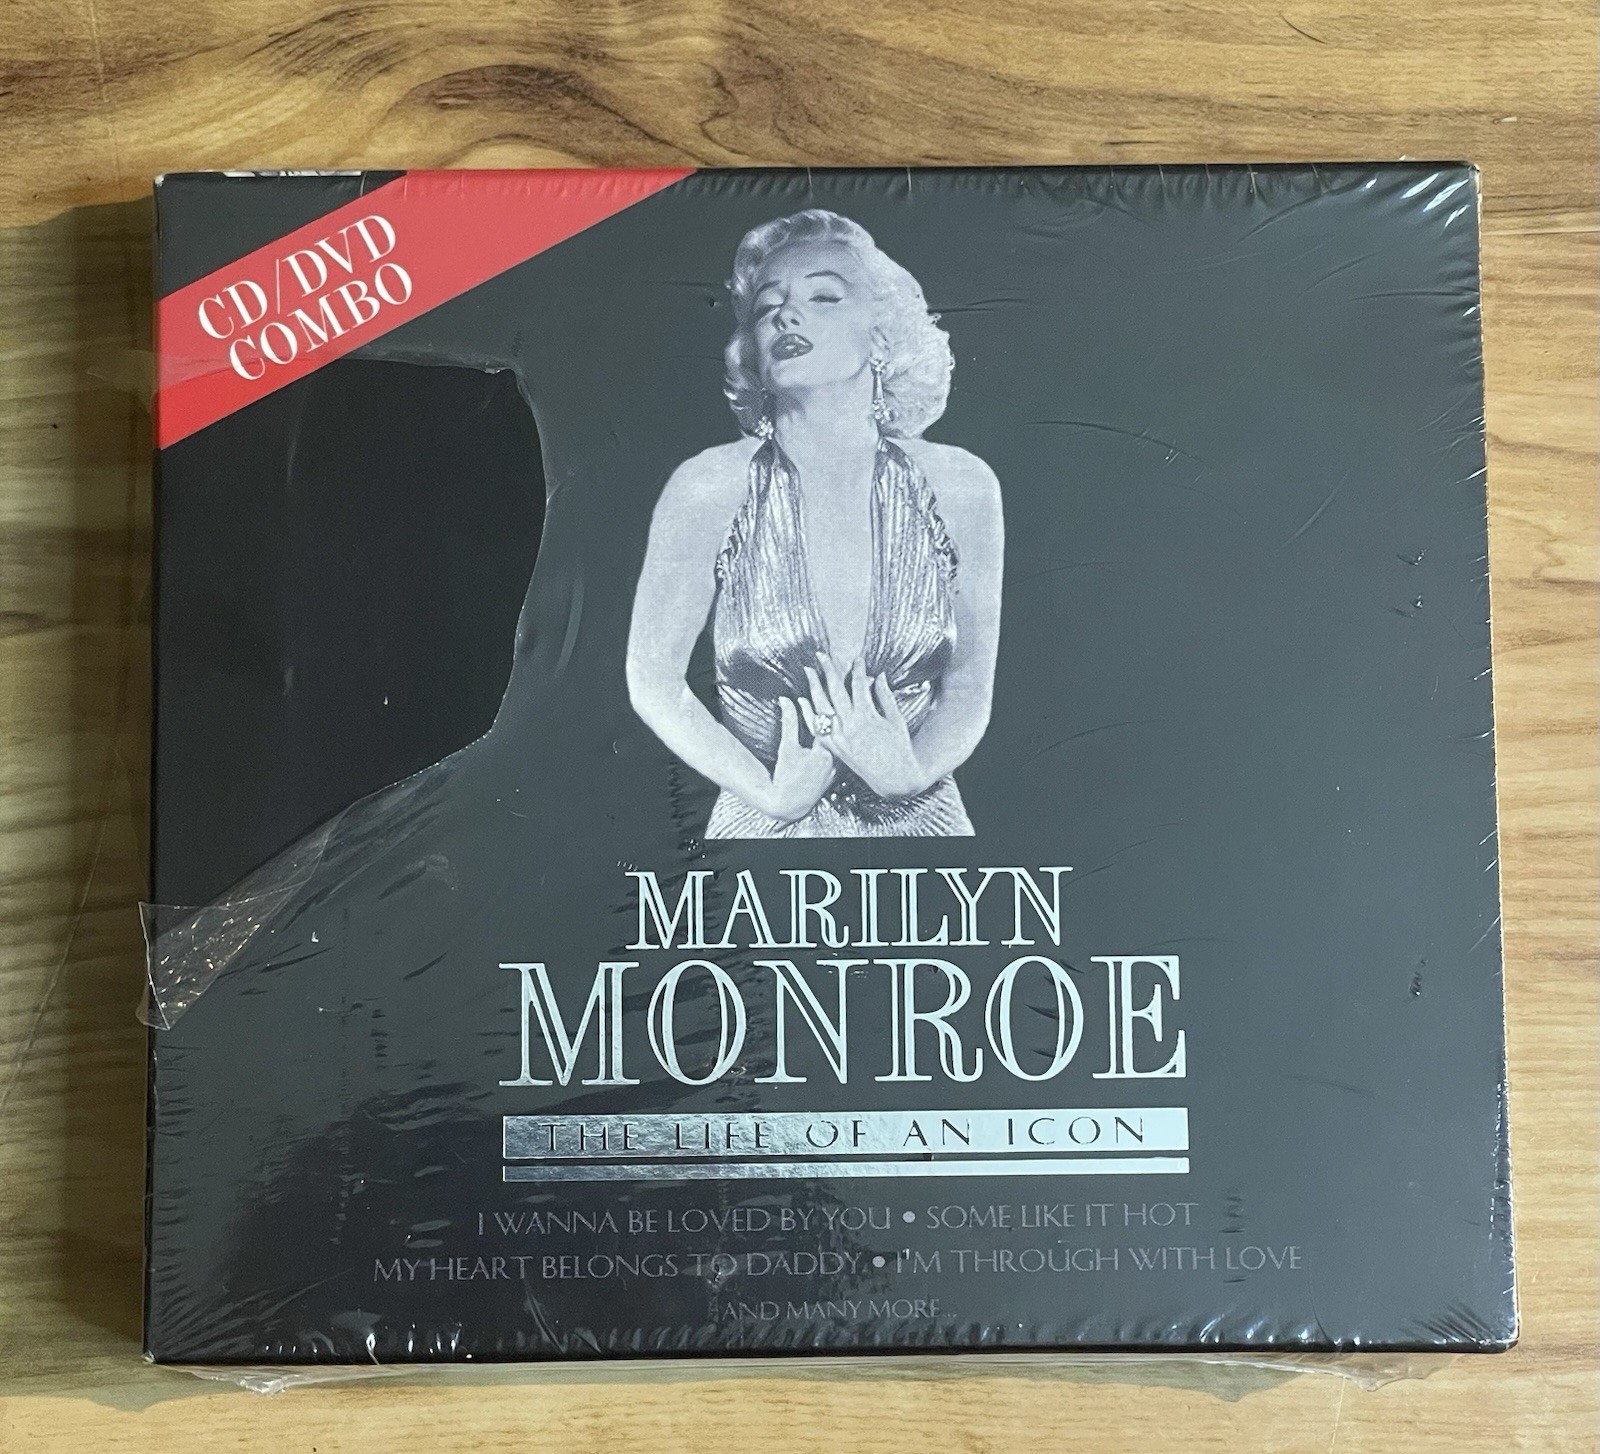 CD/DVD
COMBO
MARILYN
MONROE
THE LIFE OF AN ICON
I WANNA BE LOVED BY YOU • SOME LIKE IT HOT
MY HEART BELONGS TO DADDY • I'M THROUGH WITH LOVE
AND MANY MORE...